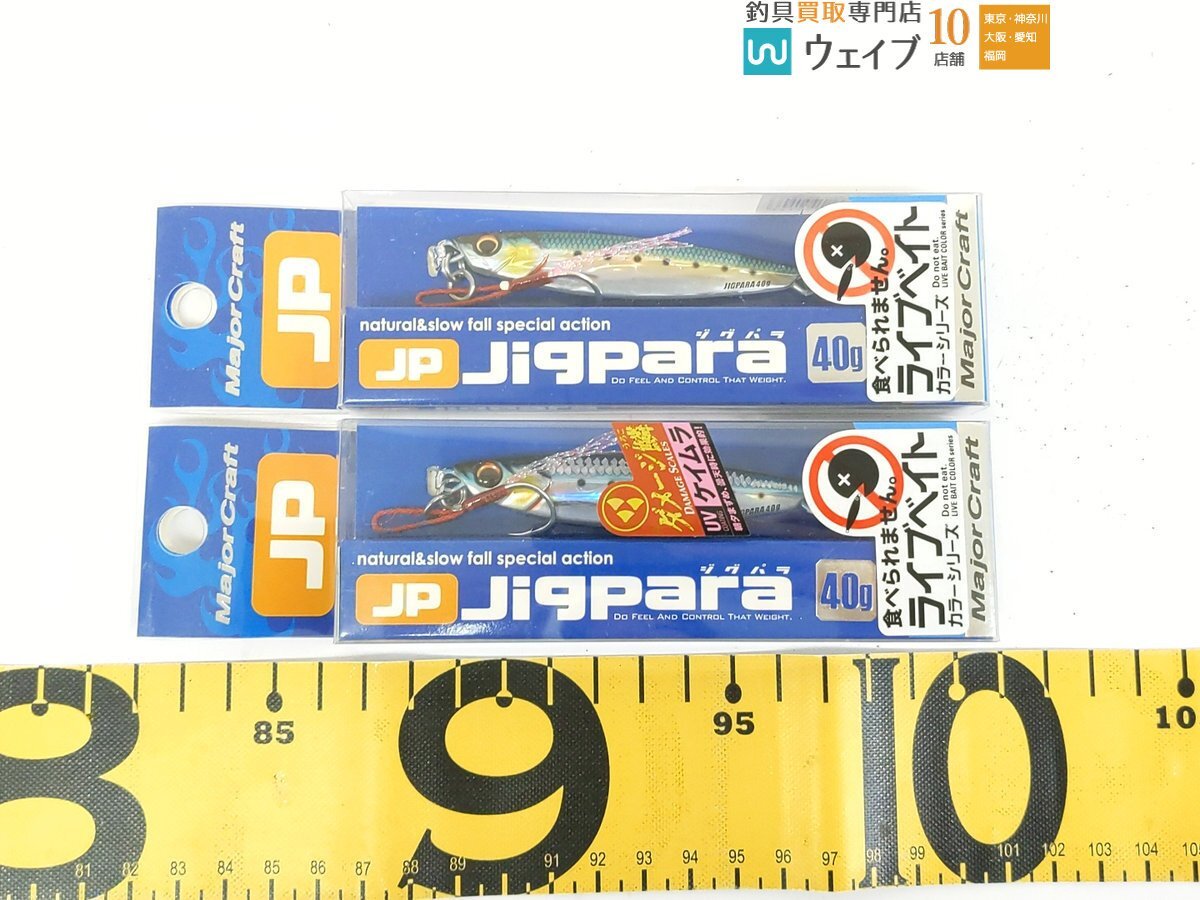 釣具買取専門店
ウェイブ
10
店舗
東京・神奈川
大阪・愛知
福岡
Major Craft
JP
JIGPARA 40g
natural&slow fall special action
ジグパラ
JP Jigpara
DO FEEL AND CONTROL THAT WEIGHT.
40g
食べられません。
ライブベイト
カラーシリーズ
Do not eat.
LIVE BAIT COLOR series
Major Craft
Major Craft
JP
ダメージ鱗
うろこ
DAMAGE SCALES
UV ケイムラ
JIGPARA 40g
natural&slow fall special action
ジグパラ
JP Jigpara
DO FEEL AND CONTROL THAT WEIGHT.
40g
食べられません。
ライブベイト
カラーシリーズ
Do not eat.
LIVE BAIT COLOR series
Major Craft
8 85 9 95 10 10
81 82 83 84 85 86 87 88 89 91 92 93 94 95 96 97 98 99 101 102 103 104 105